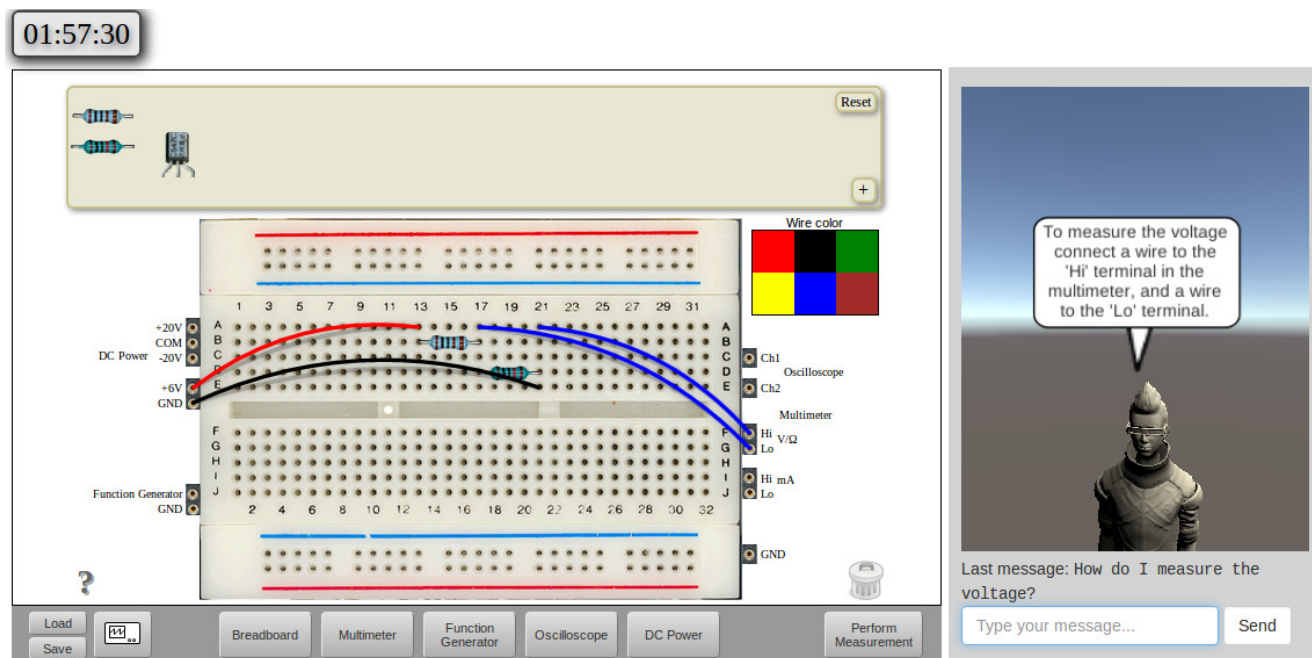 01:57:30
Reset
+
Wire color
1 3 5 7 9 11 13 15 17 19 21 23 25 27 29 31
+20V
COM
DC Power -20V
+6V
GND
A A
B B
C C
D D
E E
Ch1
Oscilloscope
Ch2
Multimeter
F F
G G
H H
I I
J J
Hi V/Ω
Lo
Hi mA
Lo
Function Generator
GND
2 4 6 8 10 12 14 16 18 20 22 24 26 28 30 32
GND
?
Load
Save
Breadboard
Multimeter
Function
Generator
Oscilloscope
DC Power
Perform
Measurement
To measure the voltage
connect a wire to the
'Hi' terminal in the
multimeter, and a wire
to the 'Lo' terminal.
Last message: How do I measure the
voltage?
Type your message...
Send